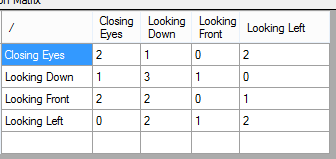 on Matrix
/ Closing Eyes Looking Down Looking Front Looking Left
Closing Eyes 2 1 0 2
Looking Down 1 3 1 0
Looking Front 2 2 0 1
Looking Left 0 2 1 2